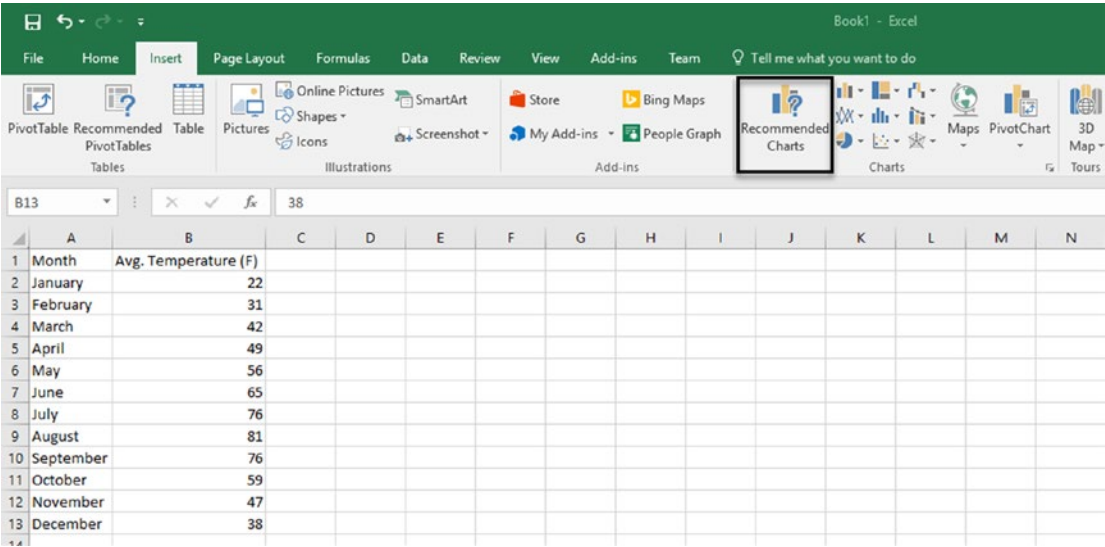 Book1 - Excel
File Home Insert Page Layout Formulas Data Review View Add-ins Team Tell me what you want to do
PivotTable Recommended PivotTables Table
Tables
Pictures Online Pictures Shapes Icons SmartArt Screenshot
Illustrations
Store My Add-ins Bing Maps People Graph
Add-ins
Recommended Charts Maps PivotChart
Charts
3D Map
Tours
B13 fx 38
A B C D E F G H I J K L M N
1 Month Avg. Temperature (F)
2 January 22
3 February 31
4 March 42
5 April 49
6 May 56
7 June 65
8 July 76
9 August 81
10 September 76
11 October 59
12 November 47
13 December 38
14